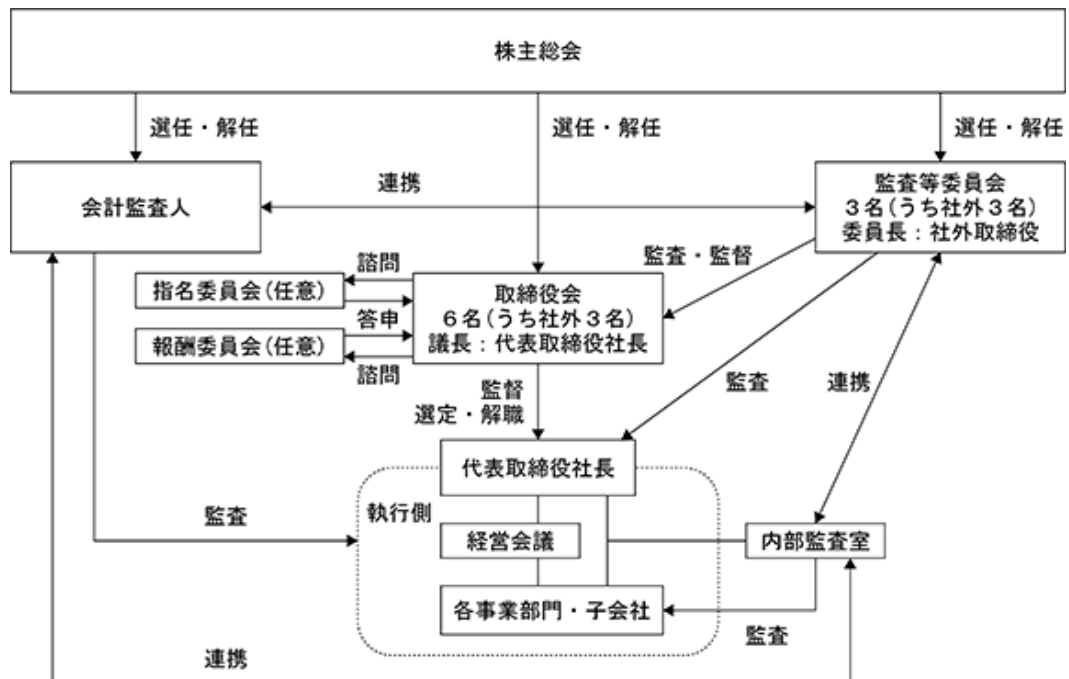 株主総会
選任・解任
選任・解任
選任・解任
会計監査人
連携
監査等委員会
3名(うち社外3名)
委員長：社外取締役
監査・監督
諮問
指名委員会(任意)
答申
報酬委員会(任意)
諮問
取締役会
6名(うち社外3名)
議長：代表取締役社長
監督
選定・解職
監査
連携
代表取締役社長
執行側
監査
経営会議
内部監査室
各事業部門・子会社
監査
連携